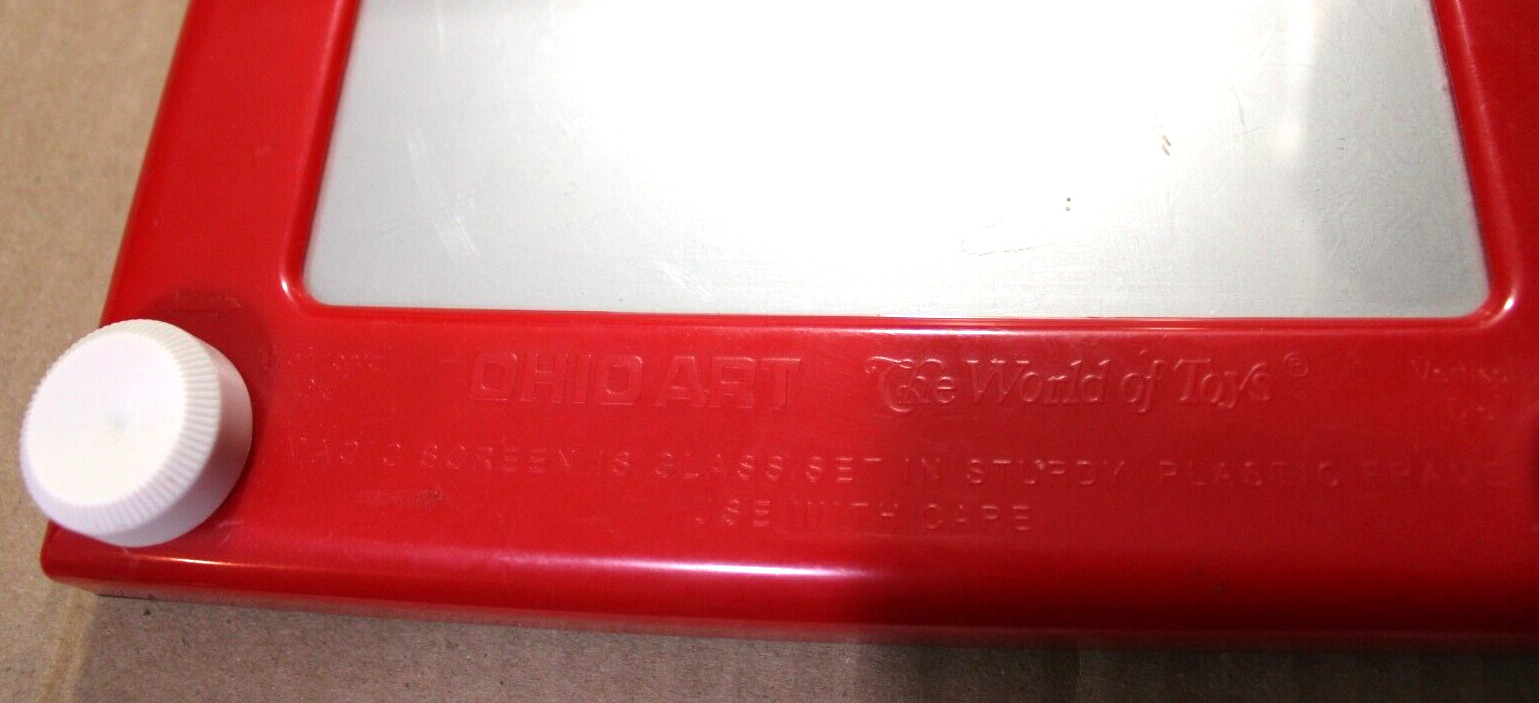 OHIO ART The World of Toys®
MAGIC SCREEN IS GLASS SET IN STURDY PLASTIC FRAME
USE WITH CARE